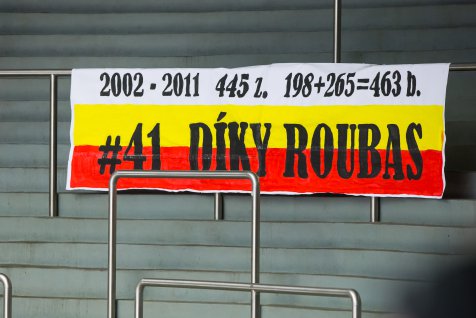 2002 - 2011 445 z. 198+265=463 b.
#41 DÍKY ROUBAS